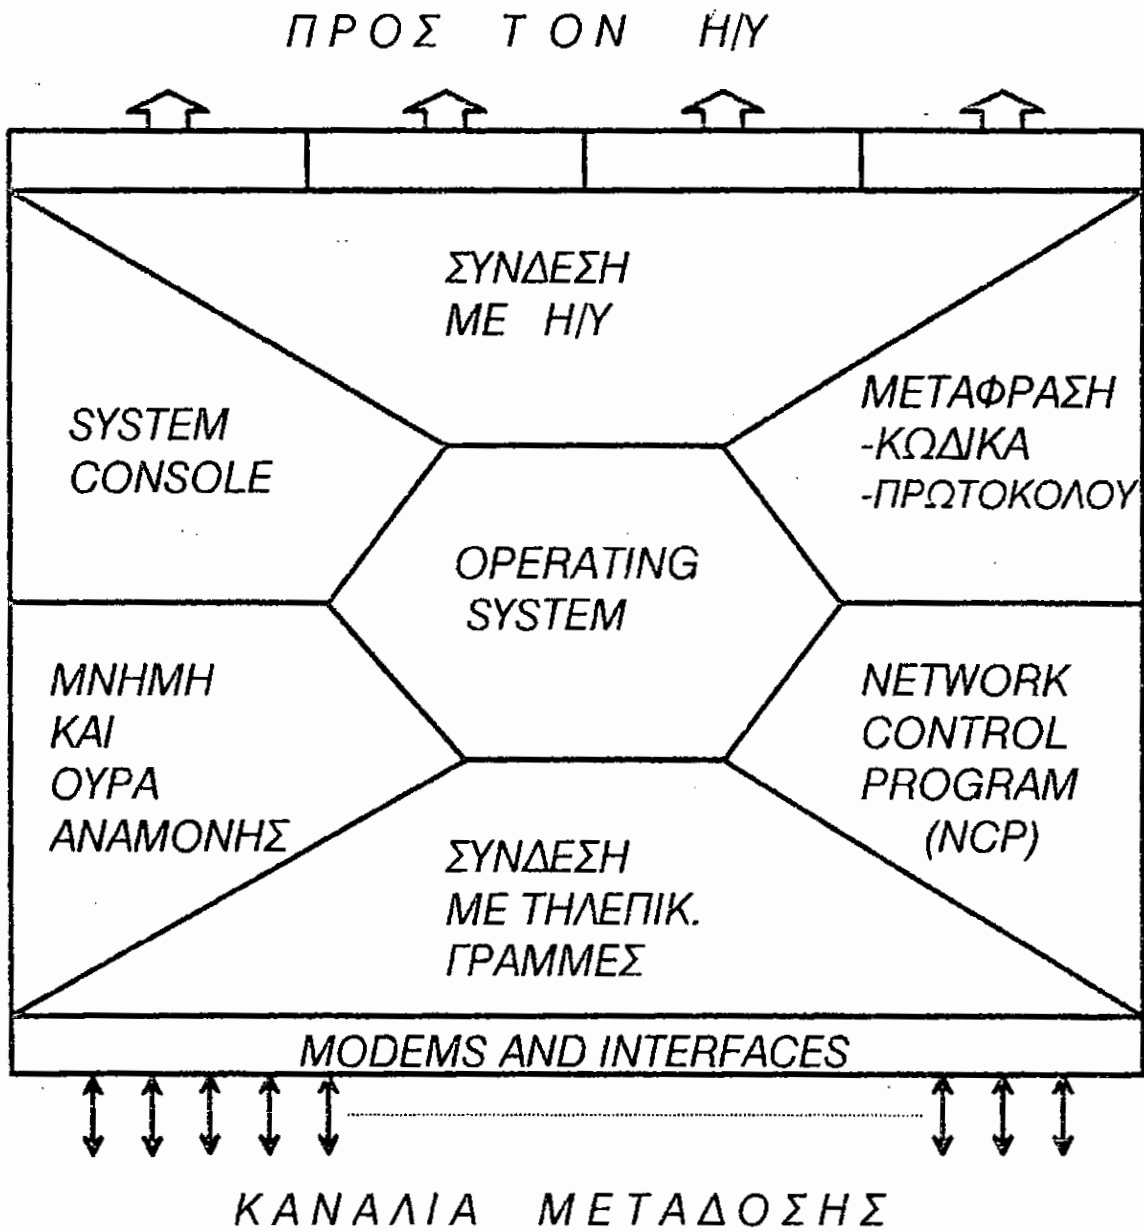 ΠΡΟΣ ΤΟΝ Η/Υ
ΣΥΝΔΕΣΗ
ΜΕ Η/Υ
SYSTEM
CONSOLE
ΜΕΤΑΦΡΑΣΗ
-ΚΩΔΙΚΑ
-ΠΡΩΤΟΚΟΛΟΥ
OPERATING
SYSTEM
ΜΝΗΜΗ
ΚΑΙ
ΟΥΡΑ
ΑΝΑΜΟΝΗΣ
NETWORK
CONTROL
PROGRAM
(NCP)
ΣΥΝΔΕΣΗ
ΜΕ ΤΗΛΕΠΙΚ.
ΓΡΑΜΜΕΣ
MODEMS AND INTERFACES
ΚΑΝΑΛΙΑ ΜΕΤΑΔΟΣΗΣ